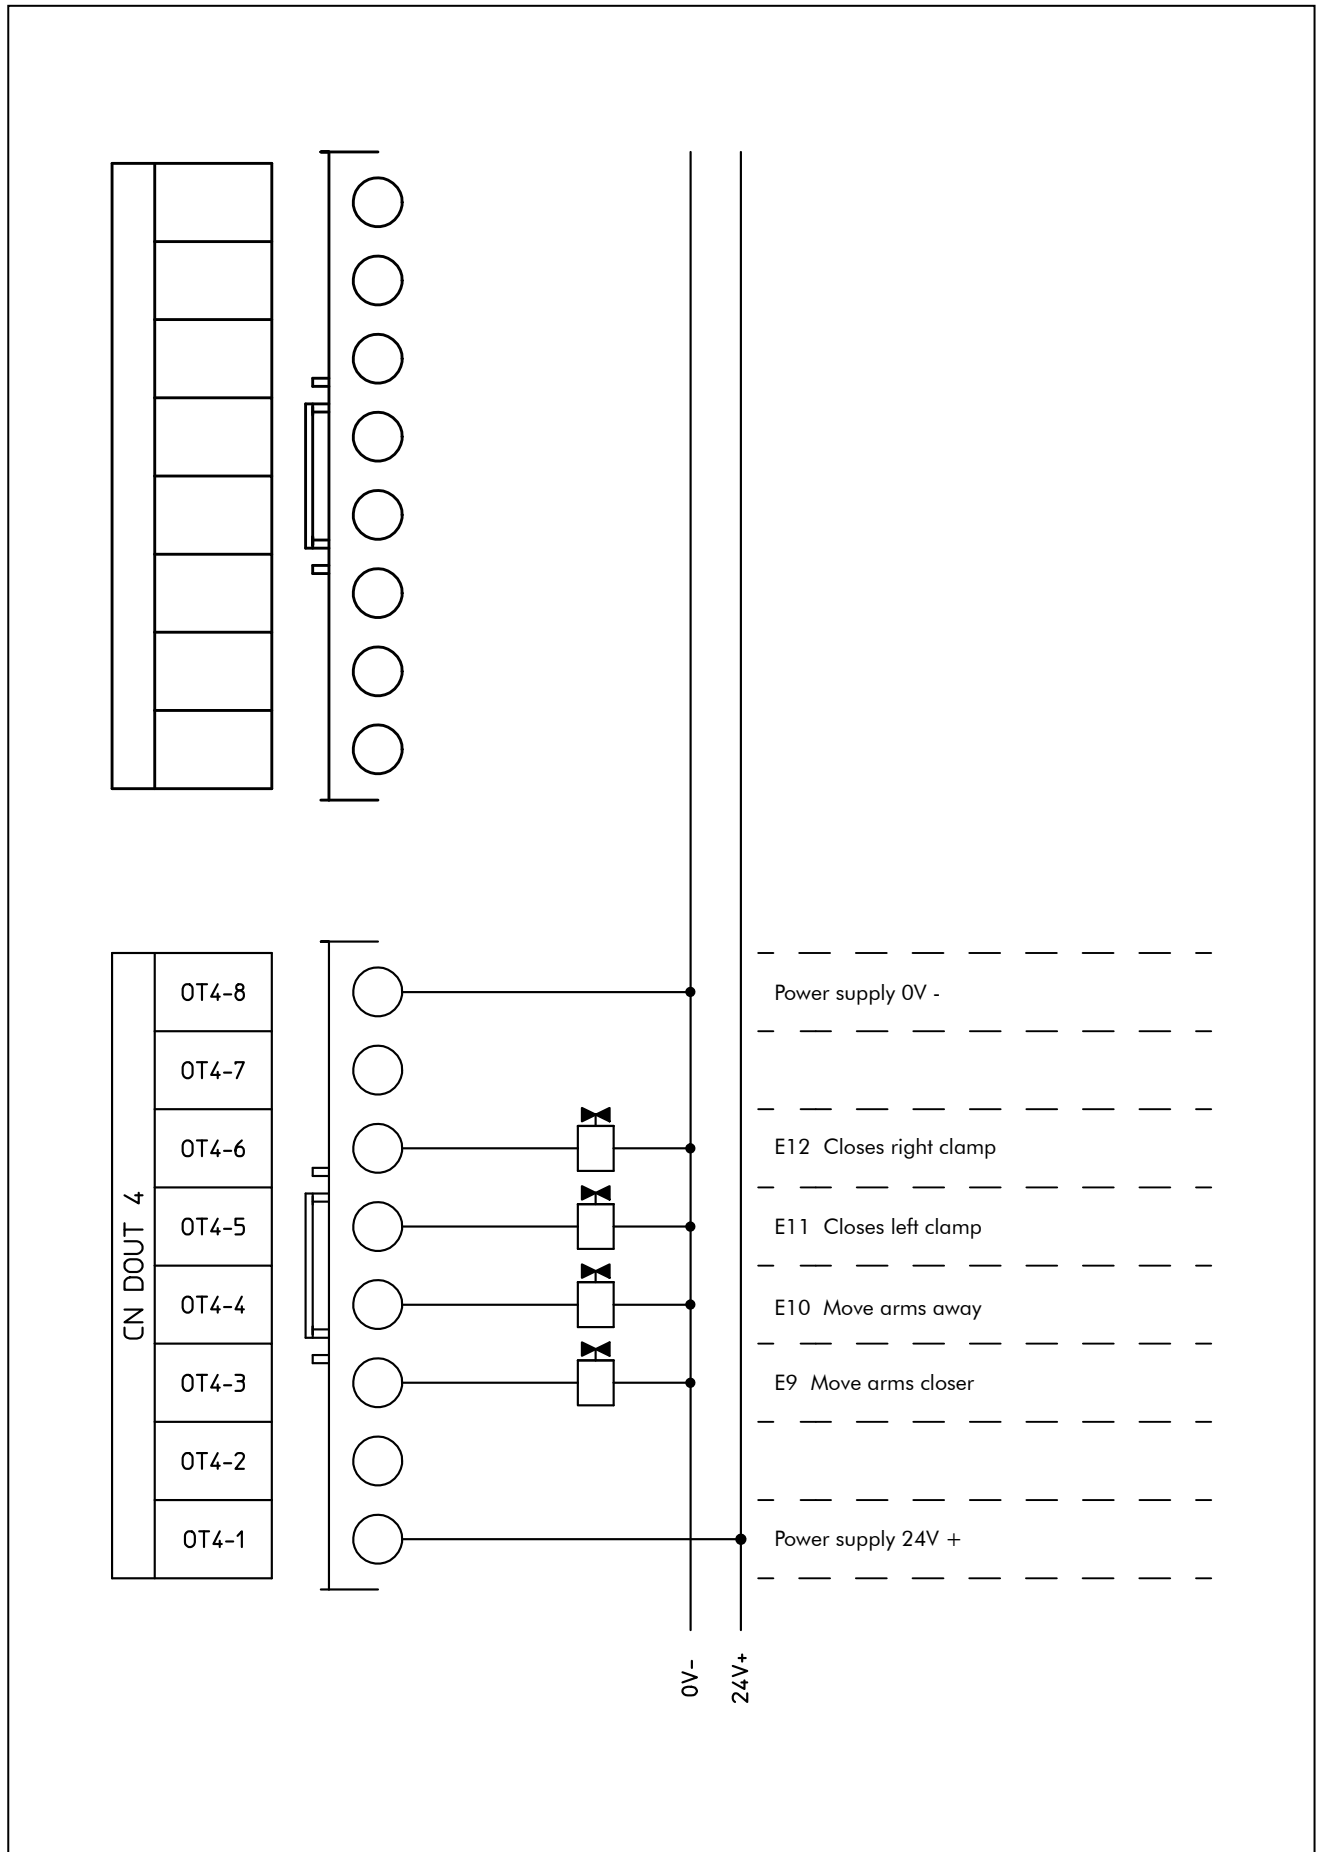 CN DOUT 4
OT4-8 Power supply 0V -
OT4-7
OT4-6 E12 Closes right clamp
OT4-5 E11 Closes left clamp
OT4-4 E10 Move arms away
OT4-3 E9 Move arms closer
OT4-2
OT4-1 Power supply 24V +
0V-
24V+